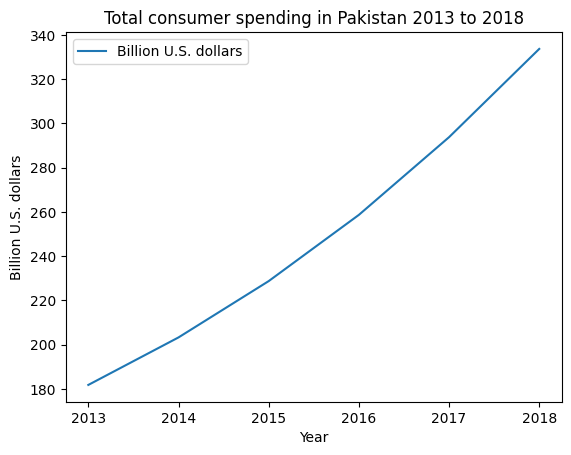 Total consumer spending in Pakistan 2013 to 2018
Billion U.S. dollars
340
320
300
280
260
240
220
200
180
Billion U.S. dollars
2013 2014 2015 2016 2017 2018
Year